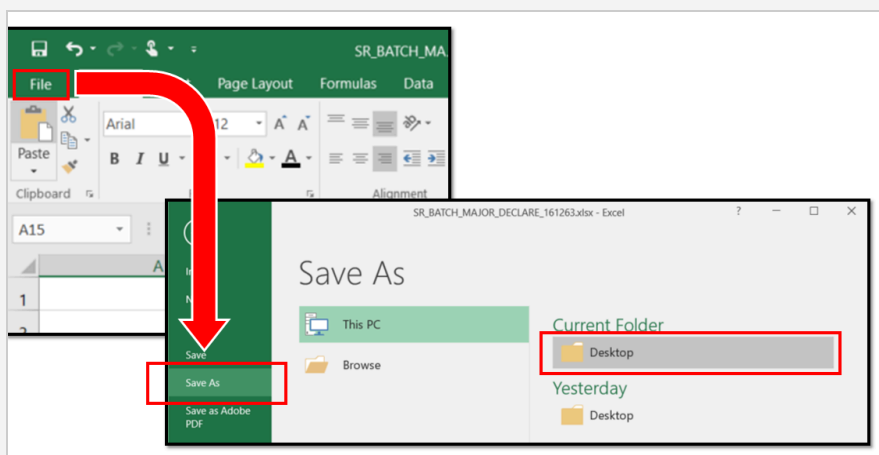 SR_BATCH_MA
File
Page Layout
Formulas
Data
Arial
12
A A
Paste
B I U
A
Clipboard
Alignment
A15
A
1
SR_BATCH_MAJOR_DECLARE_161263.xlsx - Excel
?
Save As
This PC
Browse
Current Folder
Desktop
Yesterday
Desktop
Save
Save As
Save as Adobe
PDF